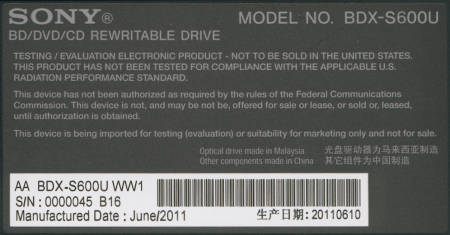 SONY® MODEL NO. BDX-S600U
BD/DVD/CD REWRITABLE DRIVE
TESTING / EVALUATION ELECTRONIC PRODUCT - NOT TO BE SOLD IN THE UNITED STATES.
THIS PRODUCT HAS NOT BEEN TESTED FOR COMPLIANCE WITH THE APPLICABLE U.S.
RADIATION PERFORMANCE STANDARD.
This device has not been authorized as required by the rules of the Federal Communications
Commission. This device is not, and may not be, offered for sale or lease, or sold or, leased,
until authorization is obtained.
This device is being imported for testing (evaluation) or suitability for marketing only and not for sale.
Optical drive made in Malaysia 光盘驱动器为马来西亚制造
Other components made in China 其它组件为中国制造
AA BDX-S600U WW1
S/N : 0000045 B16
Manufactured Date : June/2011 生产日期: 20110610